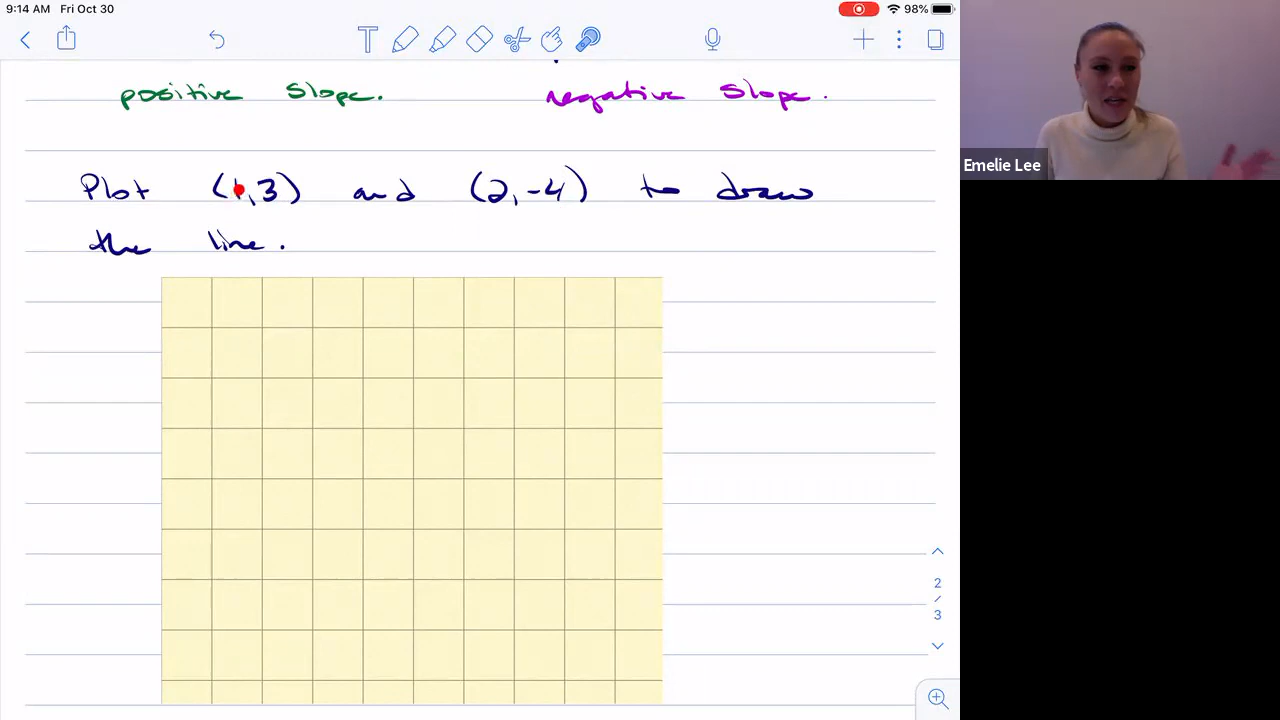 9:14 AM Fri Oct 30
98%
T
positive slope.
negative slope.
Emelie Lee
Plot (1,3) and (2,-4) to draw
the line.
2
/
3